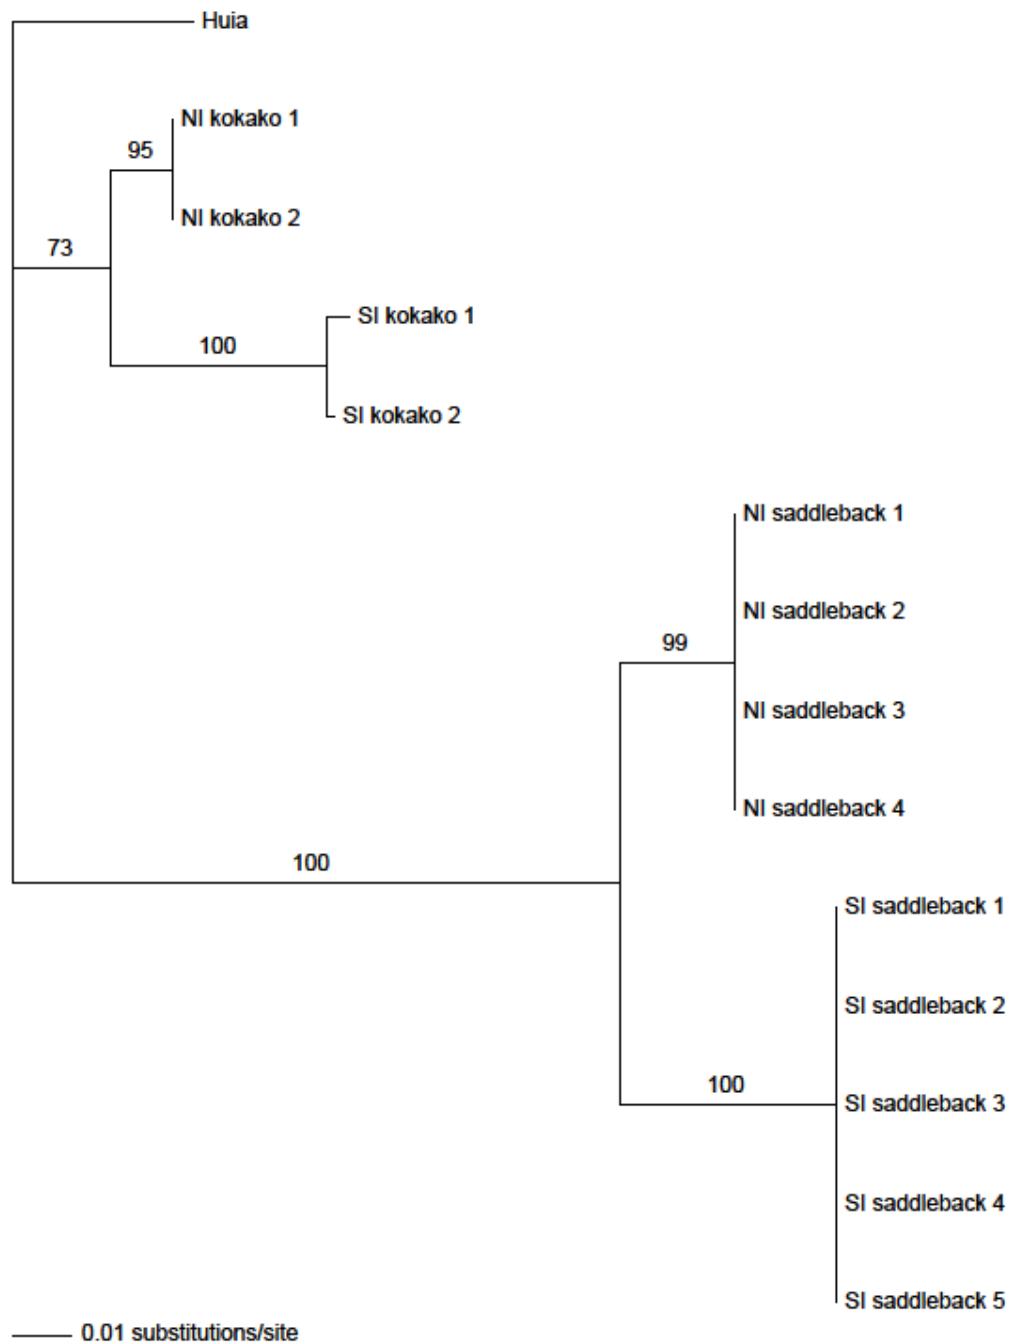 Huia
NI kokako 1
95
NI kokako 2
73
SI kokako 1
100
SI kokako 2
NI saddleback 1
NI saddleback 2
99
NI saddleback 3
NI saddleback 4
100
SI saddleback 1
SI saddleback 2
100
SI saddleback 3
SI saddleback 4
SI saddleback 5
0.01 substitutions/site